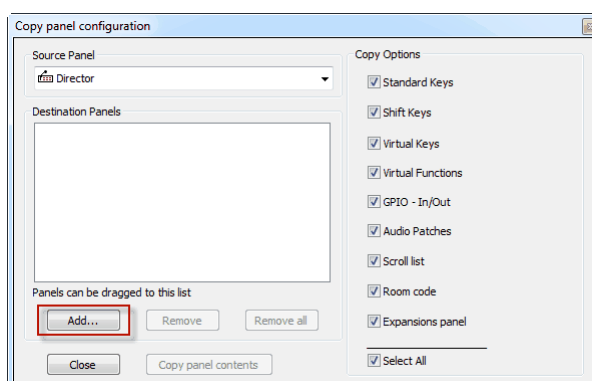 Copy panel configuration
Source Panel
Director
Destination Panels
Panels can be dragged to this list
Add...
Remove
Remove all
Close
Copy panel contents
Copy Options
Standard Keys
Shift Keys
Virtual Keys
Virtual Functions
GPIO - In/Out
Audio Patches
Scroll list
Room code
Expansions panel
Select All